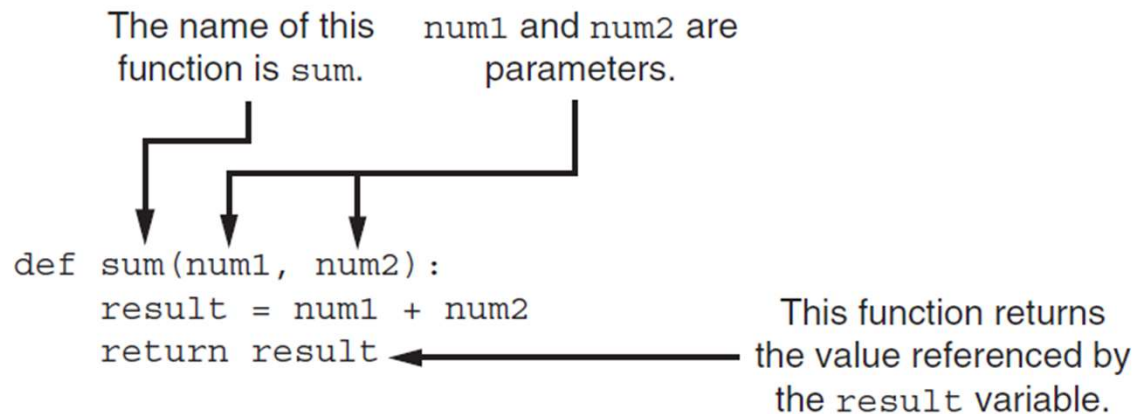 The name of this
function is sum.
num1 and num2 are
parameters.
def sum(num1, num2):
    result = num1 + num2
    return result
This function returns
the value referenced by
the result variable.